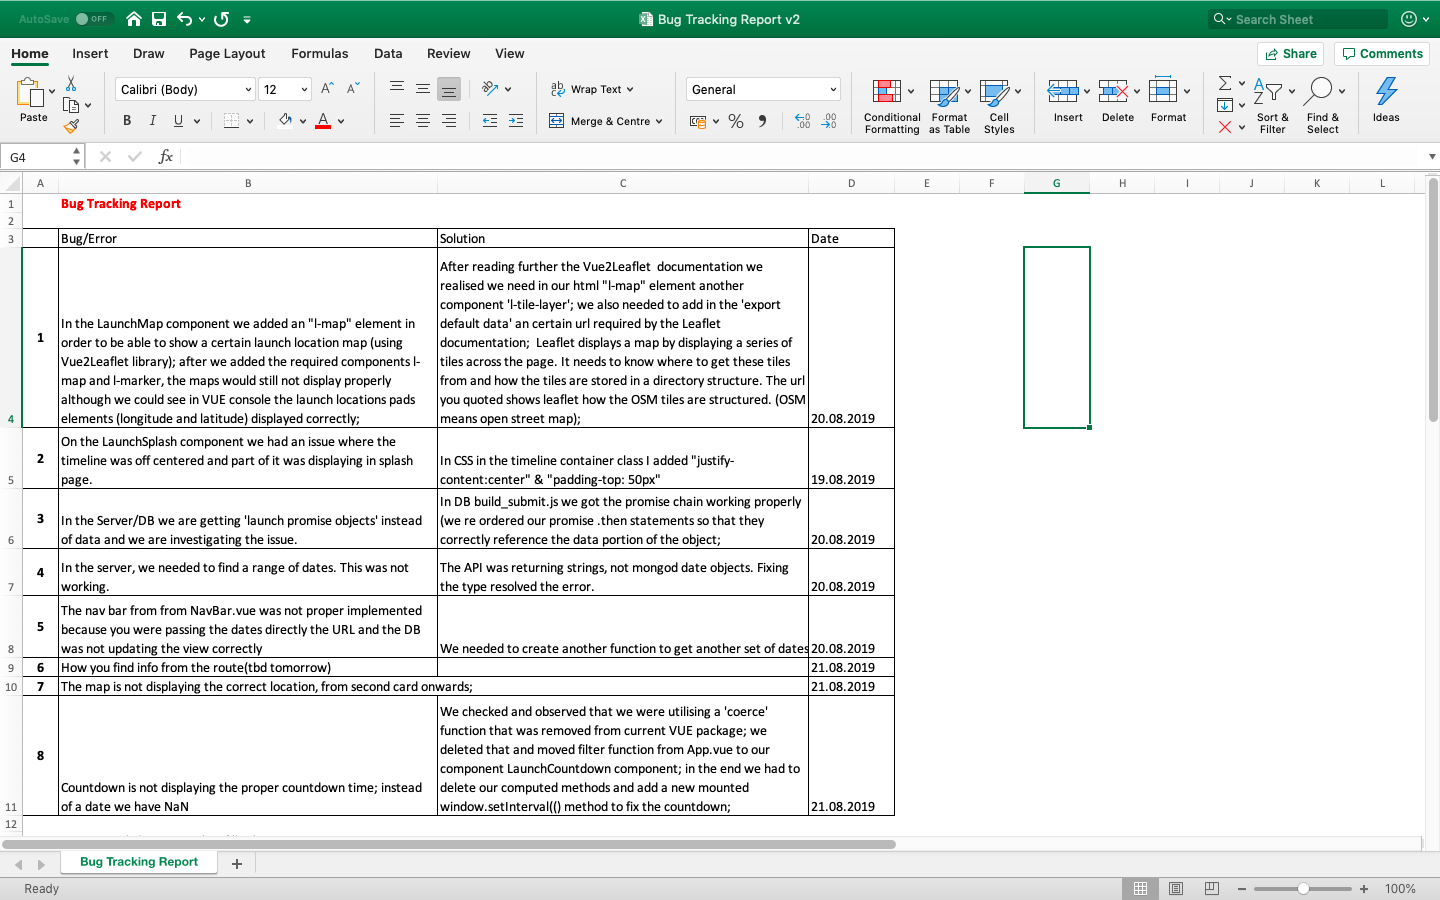 AutoSave OFF
Bug Tracking Report v2
Search Sheet
Home Insert Draw Page Layout Formulas Data Review View
Share Comments
Paste
Calibri (Body) 12 A A
B I U A
ab Wrap Text
Merge & Centre
General
% .00 .00
Conditional Formatting
Format as Table
Cell Styles
Insert Delete Format
Sort & Filter
Find & Select
Ideas
G4 fx
A B C D E F G H I J K L
1 Bug Tracking Report
2
3 Bug/Error Solution Date
4
1
In the LaunchMap component we added an "l-map" element in
order to be able to show a certain launch location map (using
Vue2Leaflet library); after we added the required components l-
map and l-marker, the maps would still not display properly
although we could see in VUE console the launch locations pads
elements (longitude and latitude) displayed correctly;
After reading further the Vue2Leaflet  documentation we
realised we need in our html "l-map" element another
component 'l-tile-layer'; we also needed to add in the 'export
default data' an certain url required by the Leaflet
documentation;  Leaflet displays a map by displaying a series of
tiles across the page. It needs to know where to get these tiles
from and how the tiles are stored in a directory structure. The url
you quoted shows leaflet how the OSM tiles are structured. (OSM
means open street map);
20.08.2019
5
2
On the LaunchSplash component we had an issue where the
timeline was off centered and part of it was displaying in splash
page.
In CSS in the timeline container class I added "justify-
content:center" & "padding-top: 50px"
19.08.2019
6
3
In the Server/DB we are getting 'launch promise objects' instead
of data and we are investigating the issue.
In DB build_submit.js we got the promise chain working properly
(we re ordered our promise .then statements so that they
correctly reference the data portion of the object;
20.08.2019
7
4
In the server, we needed to find a range of dates. This was not
working.
The API was returning strings, not mongod date objects. Fixing
the type resolved the error.
20.08.2019
8
5
The nav bar from from NavBar.vue was not proper implemented
because you were passing the dates directly the URL and the DB
was not updating the view correctly
We needed to create another function to get another set of dates
20.08.2019
9 6 How you find info from the route(tbd tomorrow) 21.08.2019
10 7 The map is not displaying the correct location, from second card onwards; 21.08.2019
11
8
Countdown is not displaying the proper countdown time; instead
of a date we have NaN
We checked and observed that we were utilising a 'coerce'
function that was removed from current VUE package; we
deleted that and moved filter function from App.vue to our
component LaunchCountdown component; in the end we had to
delete our computed methods and add a new mounted
window.setInterval(() method to fix the countdown;
21.08.2019
12
Bug Tracking Report +
Ready
100%